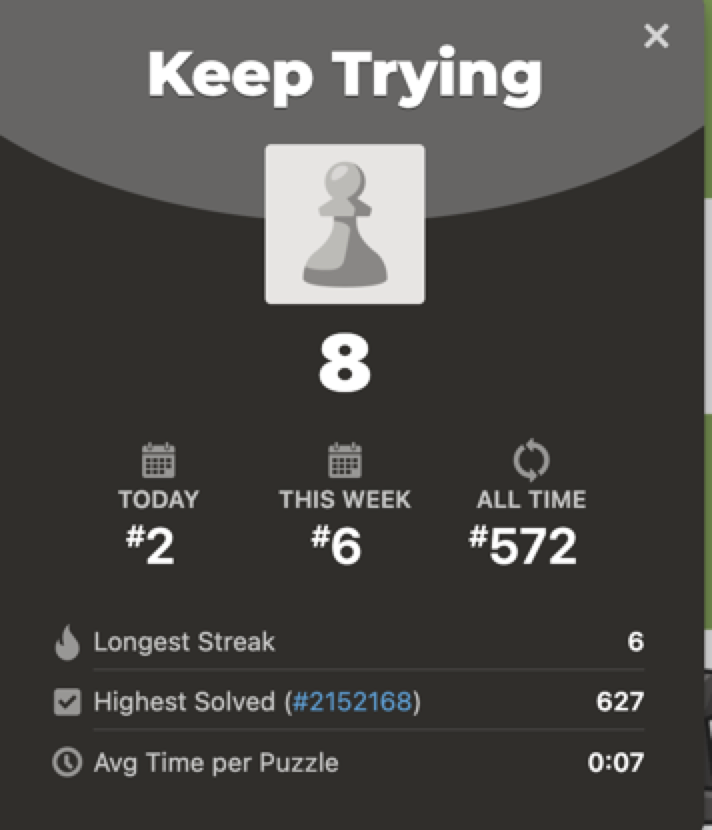 Keep Trying
8
TODAY THIS WEEK ALL TIME
#2 #6 #572
Longest Streak 6
Highest Solved (#2152168) 627
Avg Time per Puzzle 0:07